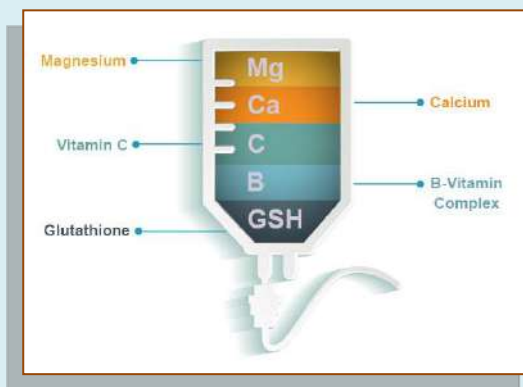 Magnesium
Mg
Ca
Calcium
Vitamin C
C
B
B-Vitamin
Complex
Glutathione
GSH